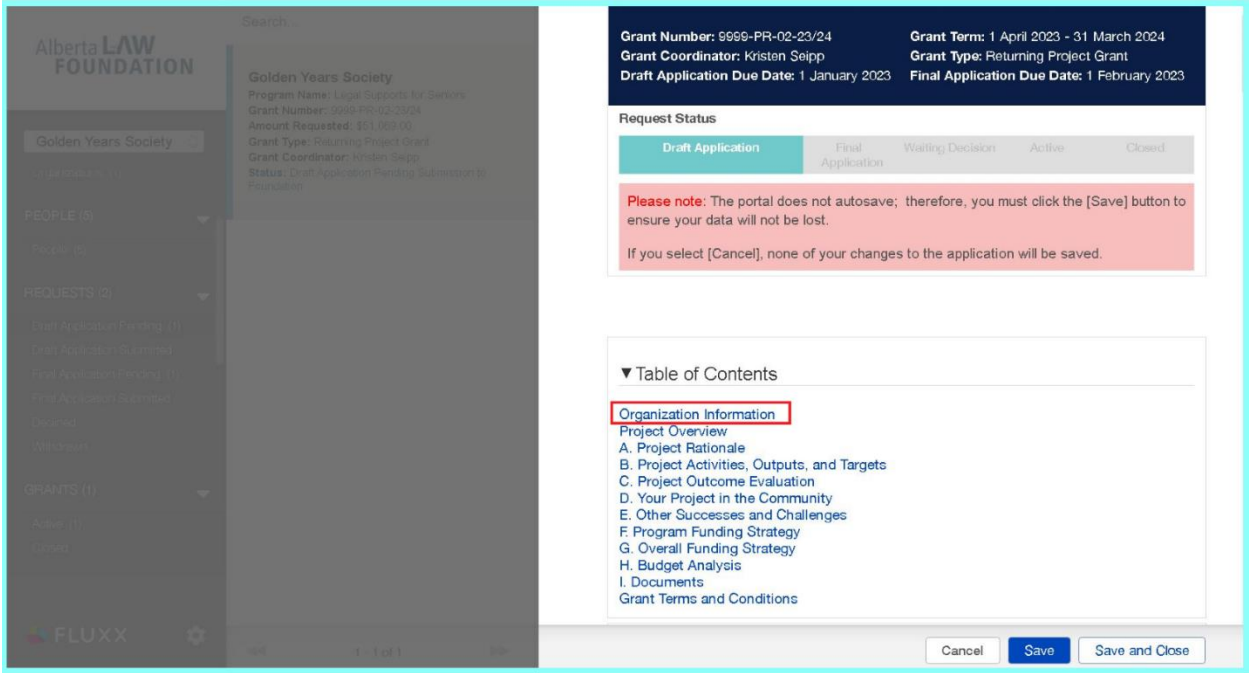 Alberta LAW
FOUNDATION
Golden Years Society
PEOPLE (5)
People (5)
REQUESTS (2)
Draft Application Pending (1)
Draft Application Submitted
Final Application Pending (1)
Final Application Submitted
Declined
Withdrawn
GRANTS (1)
Active (1)
Closed
FLUXX
Search...
Golden Years Society
Program Name: Legal Supports for Seniors
Grant Number: 9999-PR-02-23/24
Amount Requested:
Grant Type: Returning Project Grant
Grant Coordinator: Kristen Seipp
Status: Draft Application Pending Submission to
Foundation
1 - 1 of 1
Grant Number: 9999-PR-02-23/24
Grant Term: 1 April 2023 - 31 March 2024
Grant Coordinator: Kristen Seipp
Grant Type: Returning Project Grant
Draft Application Due Date: 1 January 2023
Final Application Due Date: 1 February 2023
Request Status
Draft Application
Final
Application
Waiting Decision
Active
Closed
Please note: The portal does not autosave; therefore, you must click the [Save] button to
ensure your data will not be lost.
If you select [Cancel], none of your changes to the application will be saved.
▼ Table of Contents
Organization Information
Project Overview
A. Project Rationale
B. Project Activities, Outputs, and Targets
C. Project Outcome Evaluation
D. Your Project in the Community
E. Other Successes and Challenges
F. Program Funding Strategy
G. Overall Funding Strategy
H. Budget Analysis
I. Documents
Grant Terms and Conditions
Cancel
Save
Save and Close